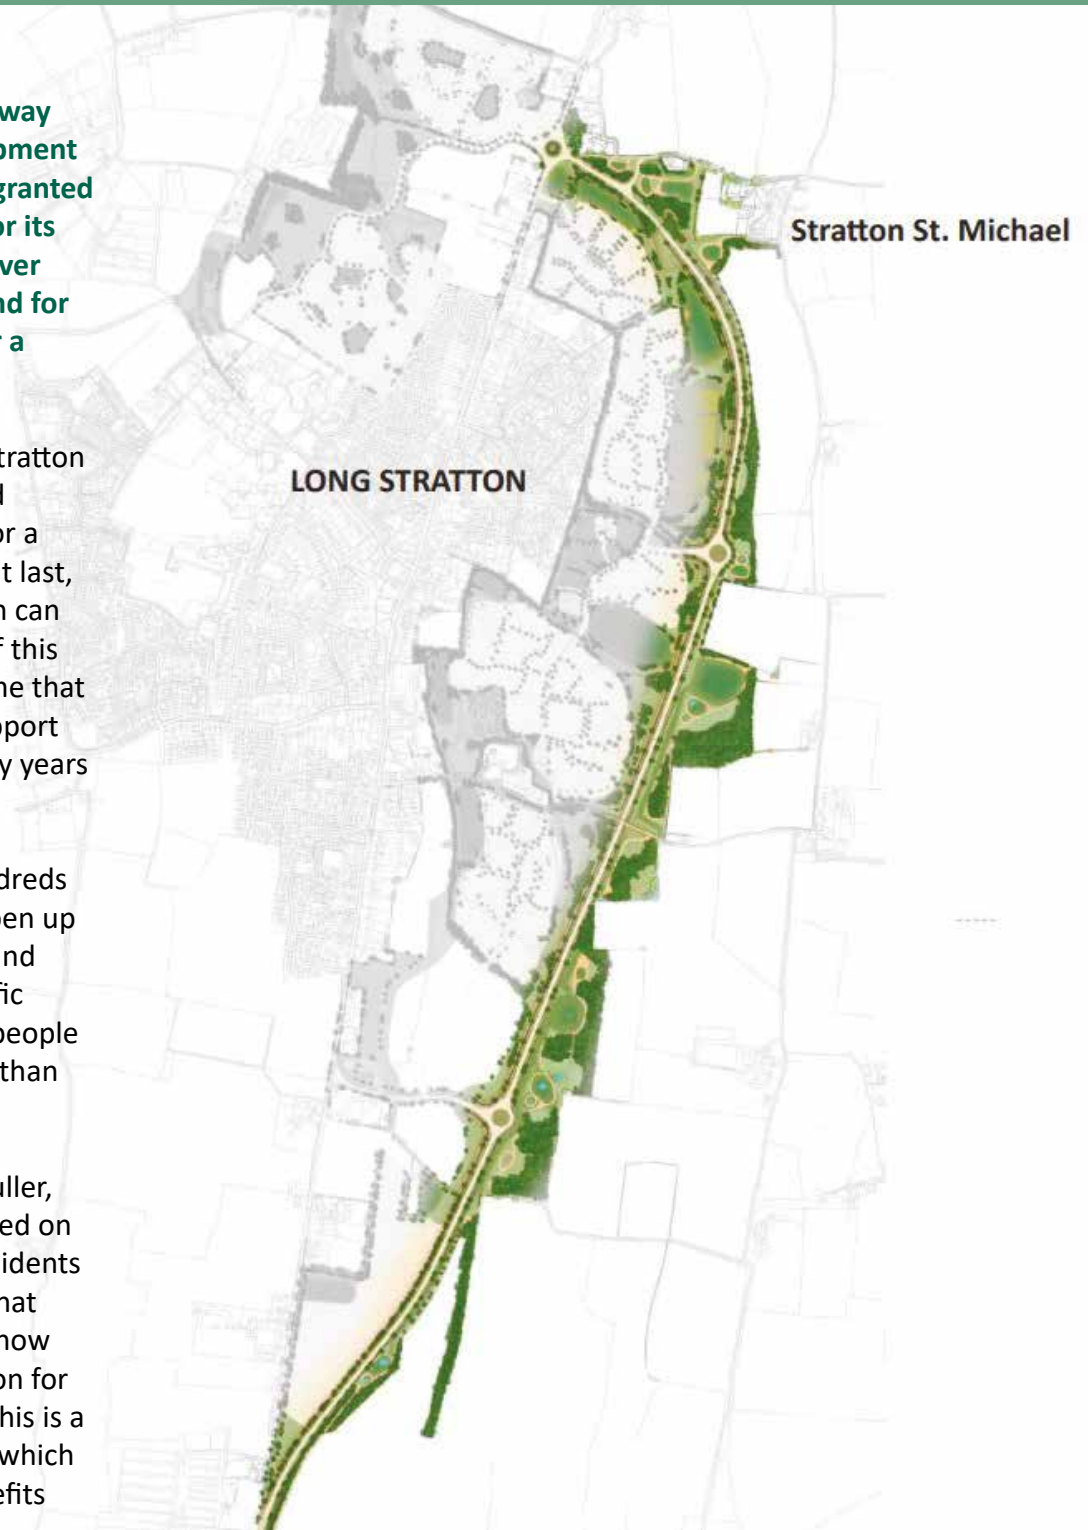 way
pment
granted
or its
ver
nd for
r a
tratton
d
or a
t last,
n can
f this
ne that
pport
y years
dreds
pen up
nd
fic
people
than
uller,
ed on
idents
hat
now
on for
his is a
which
efits
Stratton St. Michael
LONG STRATTON